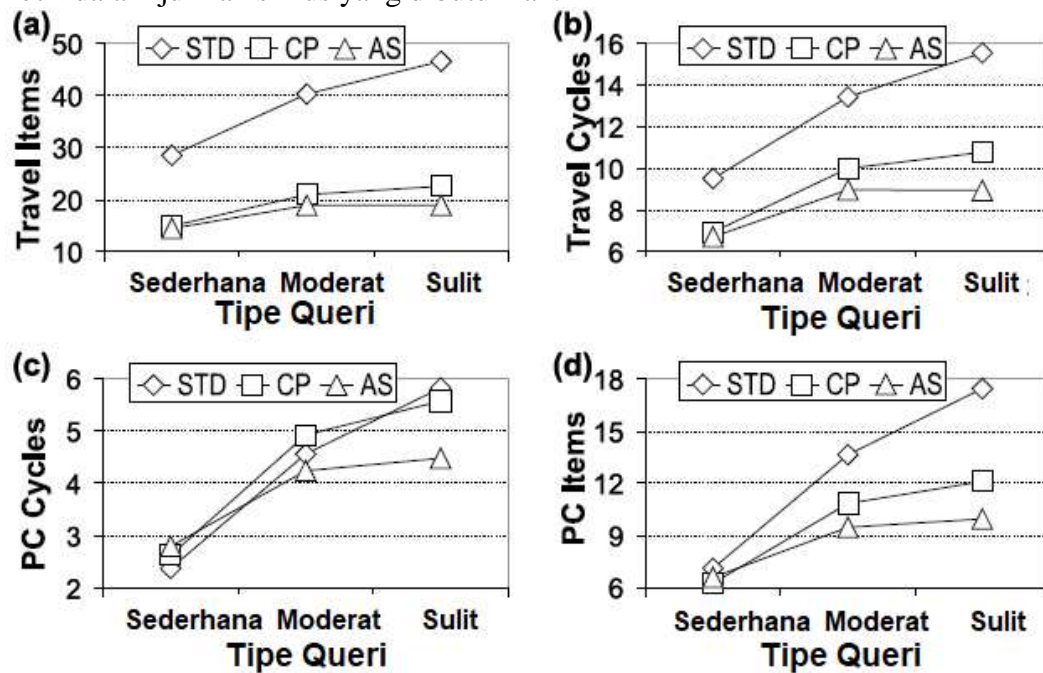 (a)
50
40
30
20
10
Travel Items
STD CP AS
Sederhana Moderat Sulit
Tipe Queri
(b)
16
14
12
10
8
6
Travel Cycles
STD CP AS
Sederhana Moderat Sulit
Tipe Queri
(c)
6
5
4
3
2
PC Cycles
STD CP AS
Sederhana Moderat Sulit
Tipe Queri
(d)
18
15
12
9
6
PC Items
STD CP AS
Sederhana Moderat Sulit
Tipe Queri